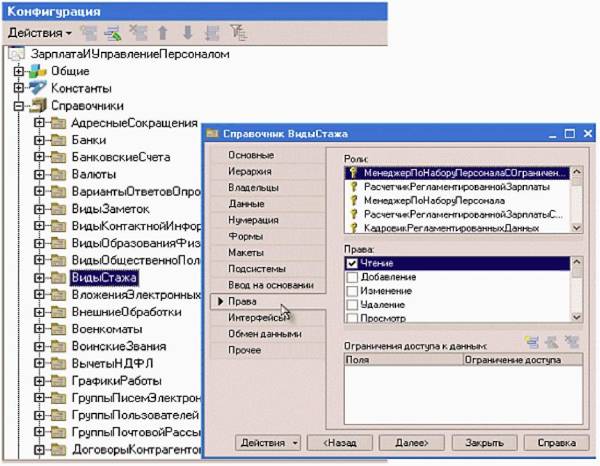 Конфигурация
Действия
ЗарплатаИУправлениеПерсоналом
Общие
Константы
Справочники
АдресныеСокращения
Банки
БанковскиеСчета
Валюты
ВариантыОтветовОпро
ВидыЗаметок
ВидыКонтактнойИнфор
ВидыОбразованияФиз
ВидыОбщественноПол
ВидыСтажа
ВложенияЭлектронных
ВнешниеОбработки
Военкоматы
ВоинскиеЗвания
ВычетыНДФЛ
ГрафикиРаботы
ГруппыПисемЭлектрон
ГруппыПользователей
ГруппыПочтовойРассы
ДоговорыКонтрагентов
Справочник ВидыСтажа
Основные
Иерархия
Владельцы
Данные
Нумерация
Формы
Макеты
Подсистемы
Ввод на основании
Права
Интерфейсы
Обмен данными
Прочее
Роли:
МенеджерПоНаборуПерсоналаСОграничен...
РасчетчикРегламентированнойЗарплаты
МенеджерПоНаборуПерсонала
РасчетчикРегламентированнойЗарплатыС...
КадровикРегламентированныхДанных
Права:
Чтение
Добавление
Изменение
Удаление
Просмотр
Ограничения доступа к данным:
Поля Ограничение доступа
Действия <Назад Далее> Закрыть Справка